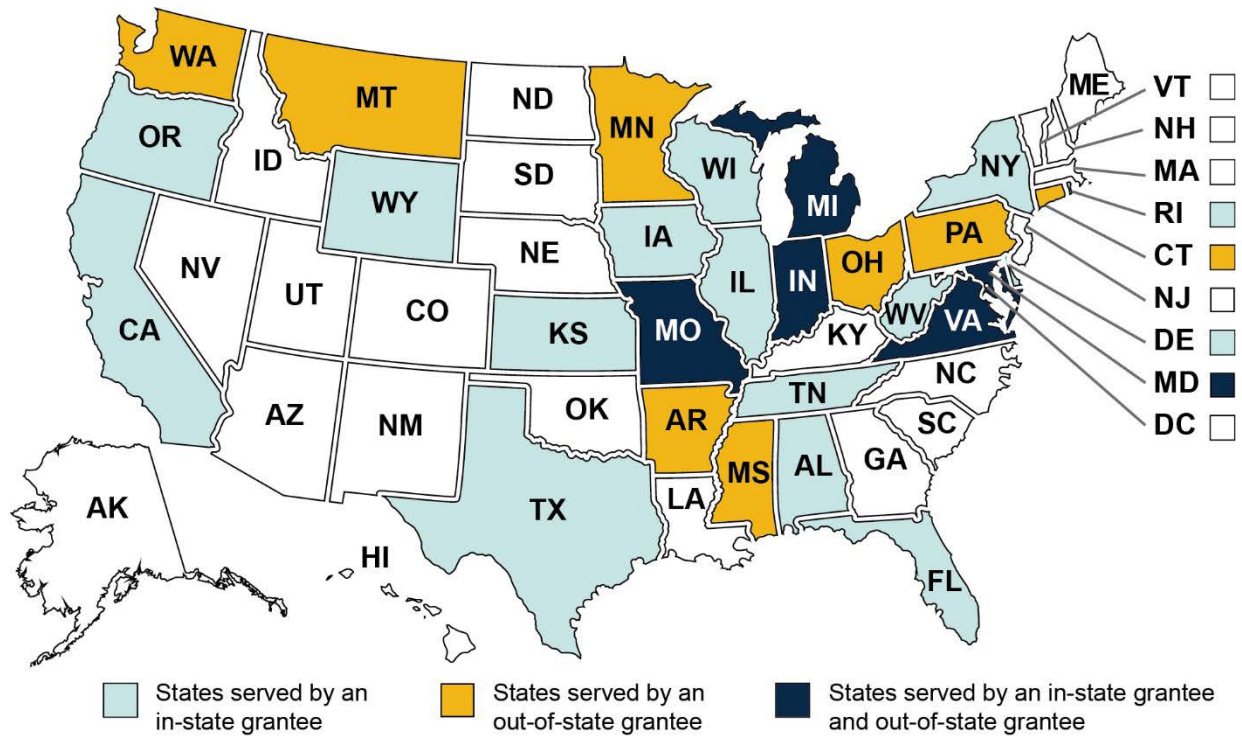 WA
MT
ND
MN
ME
VT
OR
ID
SD
WI
NY
NH
MA
WY
MI
RI
NE
IA
PA
CT
NV
UT
CO
IL
IN
OH
NJ
CA
KS
MO
KY
WV
VA
DE
MD
AZ
NM
OK
AR
TN
NC
DC
SC
MS
AL
GA
LA
AK
TX
HI
FL
States served by an
in-state grantee
States served by an
out-of-state grantee
States served by an in-state grantee
and out-of-state grantee